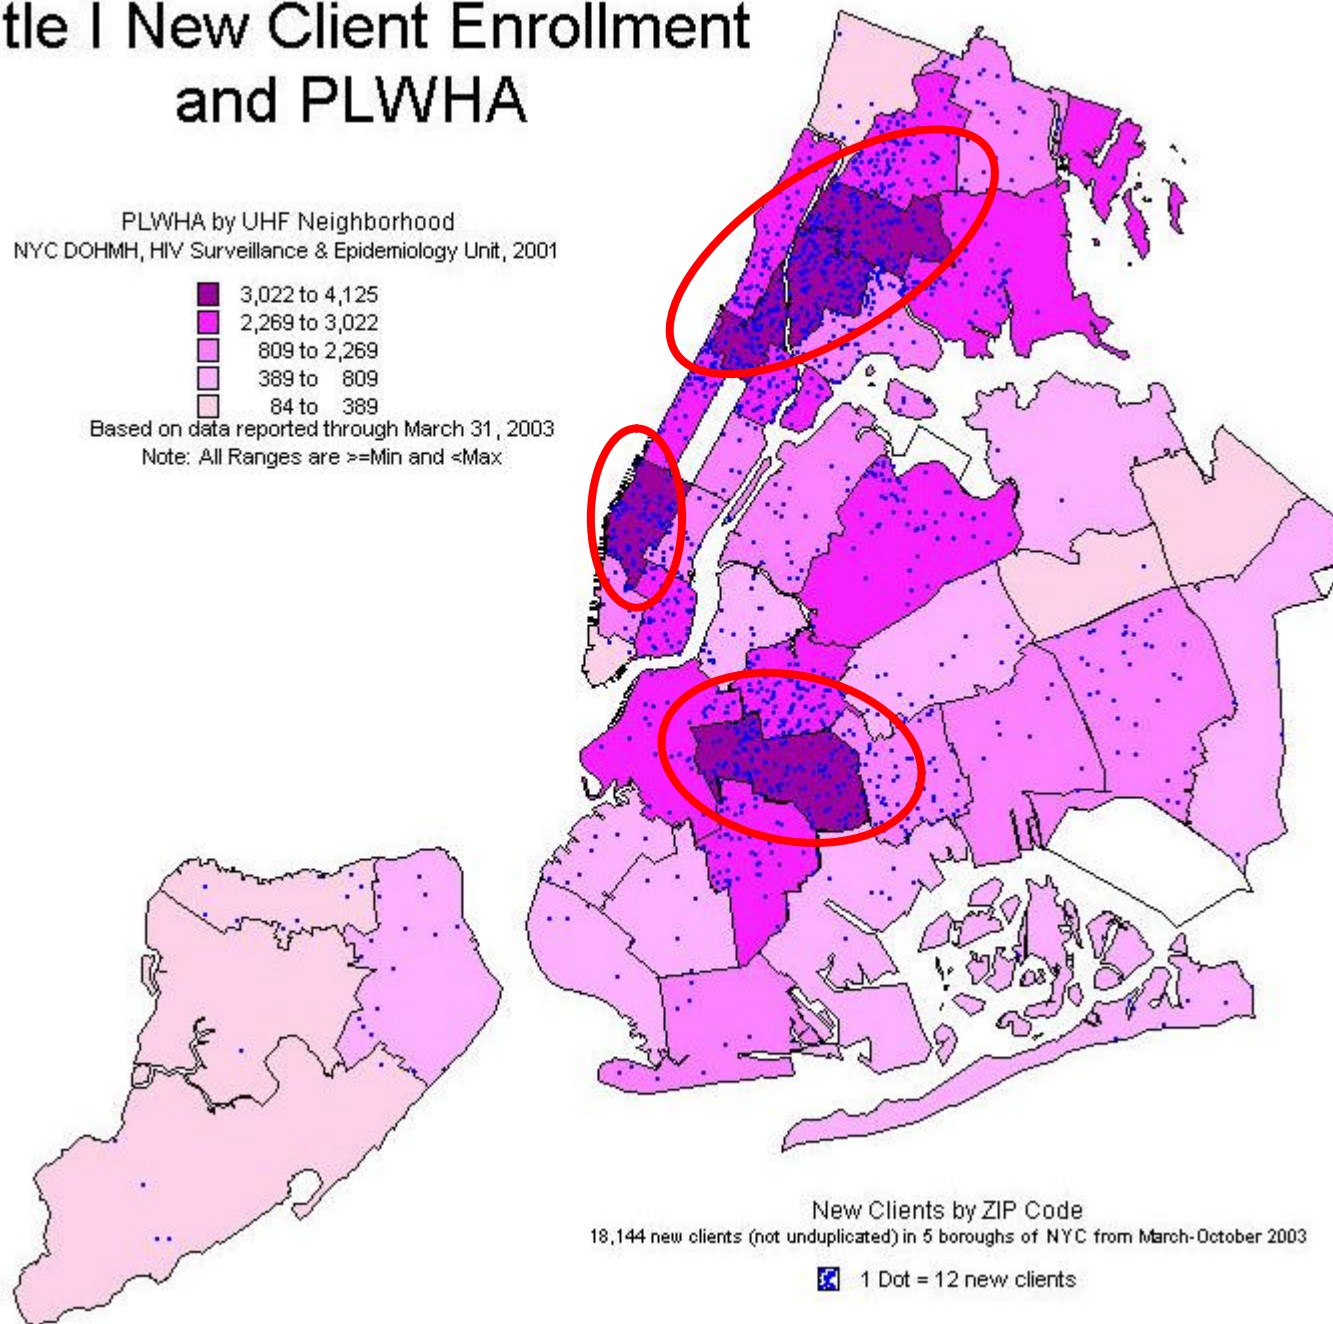 tle I New Client Enrollment
and PLWHA
PLWHA by UHF Neighborhood
NYC DOHMH, HIV Surveillance & Epidemiology Unit, 2001
3,022 to 4,125
2,269 to 3,022
809 to 2,269
389 to 809
84 to 389
Based on data reported through March 31, 2003
Note: All Ranges are >=Min and <Max
New Clients by ZIP Code
18,144 new clients (not unduplicated) in 5 boroughs of NYC from March-October 2003
1 Dot = 12 new clients